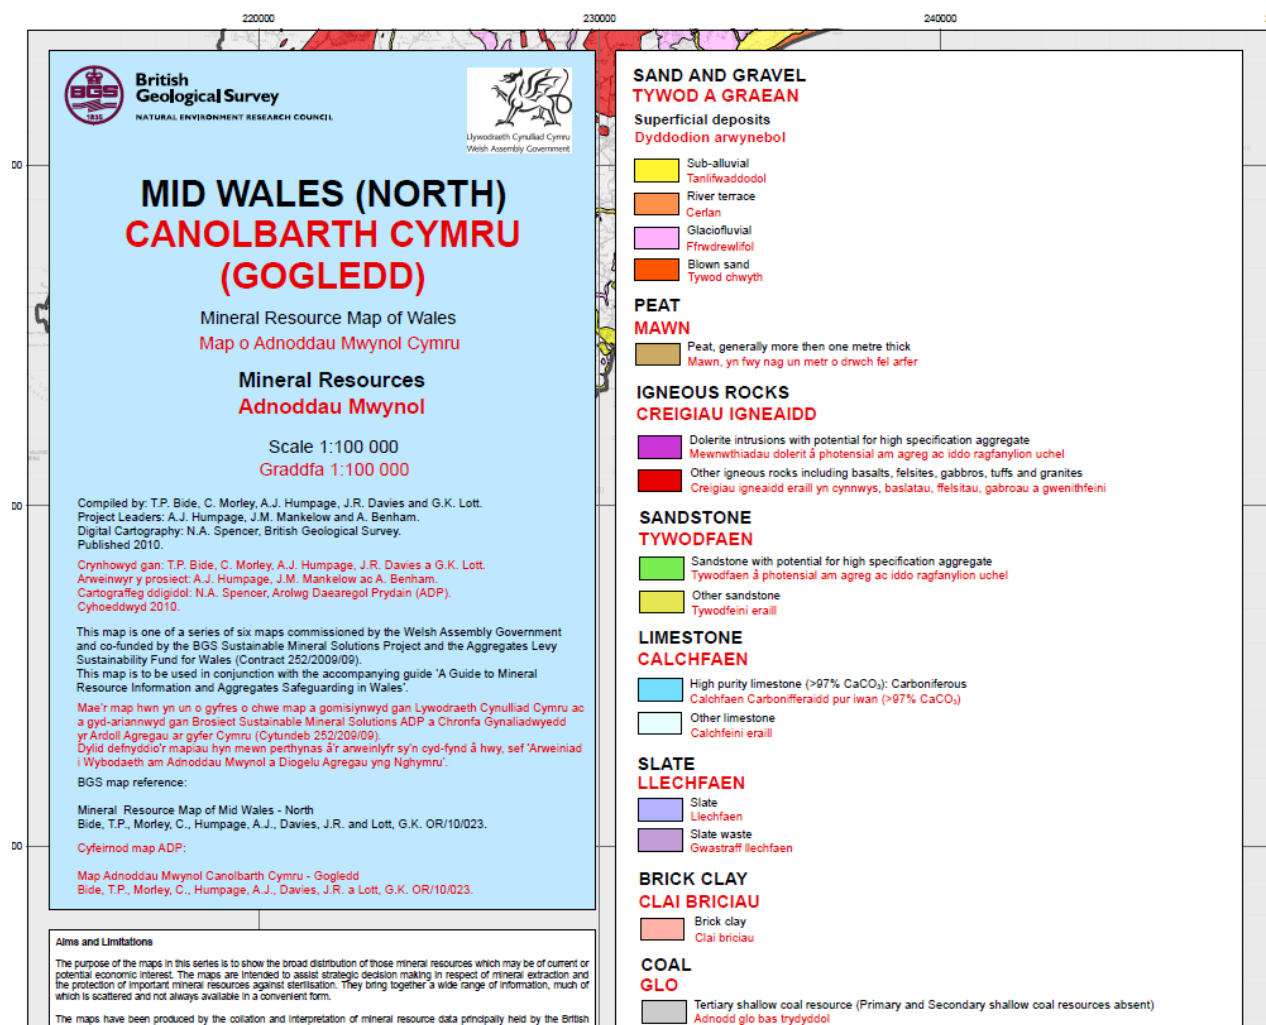 220000
230000
240000
British
Geological Survey
NATURAL ENVIRONMENT RESEARCH COUNCIL
BGS
1835
Llywodraeth Cynulliad Cymru
Welsh Assembly Government
MID WALES (NORTH)
CANOLBARTH CYMRU
(GOGLEDD)
Mineral Resource Map of Wales
Map o Adnoddau Mwynol Cymru
Mineral Resources
Adnoddau Mwynol
Scale 1:100 000
Graddfa 1:100 000
Compiled by: T.P. Bide, C. Morley, A.J. Humpage, J.R. Davies and G.K. Lott.
Project Leaders: A.J. Humpage, J.M. Mankelow and A. Benham.
Digital Cartography: N.A. Spencer, British Geological Survey.
Published 2010.
Crynhowyd gan: T.P. Bide, C. Morley, A.J. Humpage, J.R. Davies a G.K. Lott.
Arweinwyr y prosiect: A.J. Humpage, J.M. Mankelow ac A. Benham.
Cartograffeg ddigidol: N.A. Spencer, Arolwg Daearegol Prydain (ADP).
Cyhoeddwyd 2010.
This map is one of a series of six maps commissioned by the Welsh Assembly Government
and co-funded by the BGS Sustainable Mineral Solutions Project and the Aggregates Levy
Sustainability Fund for Wales (Contract 252/2009/09).
This map is to be used in conjunction with the accompanying guide 'A Guide to Mineral
Resource Information and Aggregates Safeguarding in Wales'.
Mae'r map hwn yn un o gyfres o chwe map a gomisiynwyd gan Lywodraeth Cynulliad Cymru ac
a gyd-ariannwyd gan Brosiect Sustainable Mineral Solutions ADP a Chronfa Gynaliadwyedd
yr Ardoll Agregau ar gyfer Cymru (Cytundeb 252/209/09).
Dylid defnyddio'r mapiau hyn mewn perthynas â'r arweinlyfr sy'n cyd-fynd â hwy, sef 'Arweiniad
i Wybodaeth am Adnoddau Mwynol a Diogelu Agregau yng Nghymru'.
BGS map reference:
Mineral Resource Map of Mid Wales - North
Bide, T.P., Morley, C., Humpage, A.J., Davies, J.R. and Lott, G.K. OR/10/023.
Cyfeirnod map ADP:
Map Adnoddau Mwynol Canolbarth Cymru - Gogledd
Bide, T.P., Morley, C., Humpage, A.J., Davies, J.R. a Lott, G.K. OR/10/023.
Aims and Limitations
The purpose of the maps in this series is to show the broad distribution of those mineral resources which may be of current or
potential economic interest. The maps are intended to assist strategic decision making in respect of mineral extraction and
the protection of important mineral resources against sterilisation. They bring together a wide range of information, much of
which is scattered and not always available in a convenient form.
The maps have been produced by the collation and interpretation of mineral resource data principally held by the British
SAND AND GRAVEL
TYWOD A GRAEAN
Superficial deposits
Dyddodion arwynebol
Sub-alluvial
Tanlifwaddodol
River terrace
Cerlan
Glaciofluvial
Ffrwdrewlifol
Blown sand
Tywod chwyth
PEAT
MAWN
Peat, generally more then one metre thick
Mawn, yn fwy nag un metr o drwch fel arfer
IGNEOUS ROCKS
CREIGIAU IGNEAIDD
Dolerite intrusions with potential for high specification aggregate
Mewnwthiadau dolerit â photensial am agreg ac iddo ragfanylion uchel
Other igneous rocks including basalts, felsites, gabbros, tuffs and granites
Creigiau igneaidd eraill yn cynnwys, baslatau, ffelsitau, gabroau a gwenithfeini
SANDSTONE
TYWODFAEN
Sandstone with potential for high specification aggregate
Tywodfaen â photensial am agreg ac iddo ragfanylion uchel
Other sandstone
Tywodfeini eraill
LIMESTONE
CALCHFAEN
High purity limestone (>97% CaCO₃): Carboniferous
Calchfaen Carbonifferaidd pur iwan (>97% CaCO₃)
Other limestone
Calchfeini eraill
SLATE
LLECHFAEN
Slate
Llechfaen
Slate waste
Gwastraff llechfaen
BRICK CLAY
CLAI BRICIAU
Brick clay
Clai briciau
COAL
GLO
Tertiary shallow coal resource (Primary and Secondary shallow coal resources absent)
Adnodd glo bas trydyddol